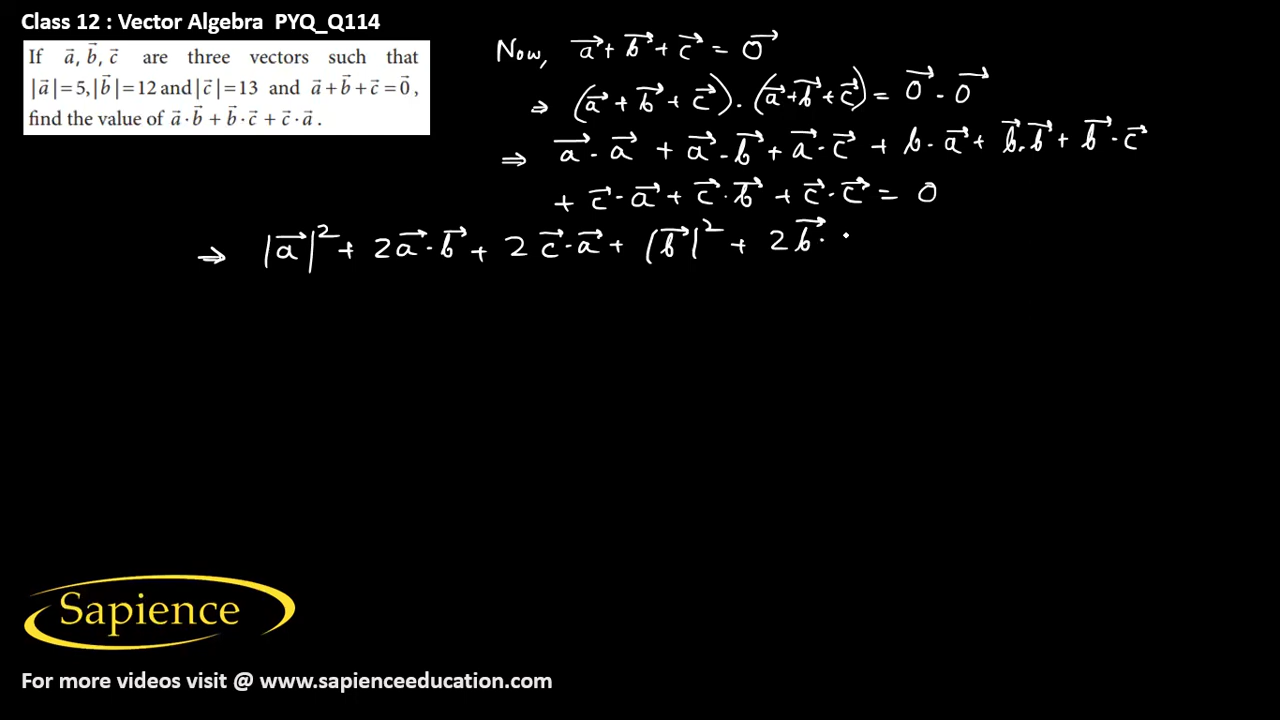 Class 12 : Vector Algebra PYQ_Q114
If a⃗, b⃗, c⃗ are three vectors such that
|a⃗|=5,|b⃗|=12 and|c⃗|=13 and a⃗+b⃗+c⃗=0⃗,
find the value of a⃗·b⃗+b⃗·c⃗+c⃗·a⃗.
Now, a⃗+b⃗+c⃗ = 0⃗
⇒ (a⃗+b⃗+c⃗)·(a⃗+b⃗+c⃗) = 0⃗·0⃗
⇒ a⃗·a⃗ + a⃗·b⃗ + a⃗·c⃗ + b·a⃗ + b⃗·b⃗ + b⃗·c⃗
+ c⃗·a⃗ + c⃗·b⃗ + c⃗·c⃗ = 0
⇒ |a⃗|² + 2a⃗·b⃗ + 2c⃗·a⃗ + |b⃗|² + 2b⃗·
Sapience
For more videos visit @ www.sapienceeducation.com